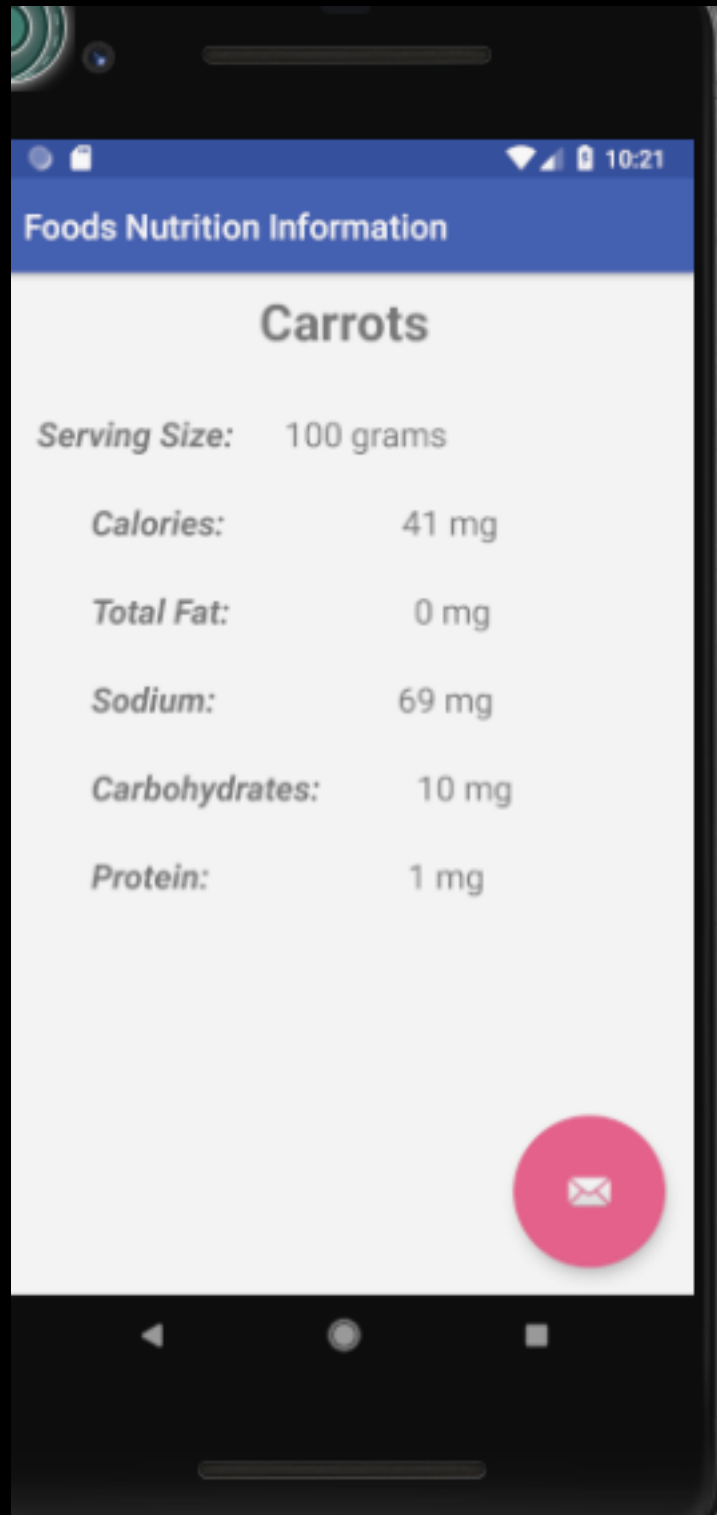 10:21
Foods Nutrition Information
Carrots
Serving Size: 100 grams
Calories: 41 mg
Total Fat: 0 mg
Sodium: 69 mg
Carbohydrates: 10 mg
Protein: 1 mg